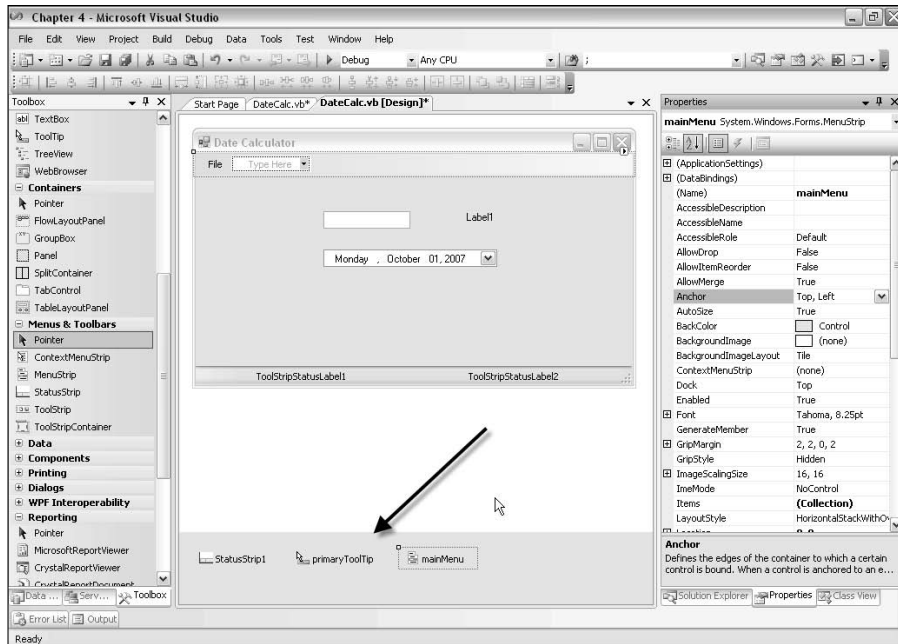 Chapter 4 - Microsoft Visual Studio
File Edit View Project Build Debug Data Tools Test Window Help
Debug Any CPU ;
Toolbox
TextBox
ToolTip
TreeView
WebBrowser
Containers
Pointer
FlowLayoutPanel
GroupBox
Panel
SplitContainer
TabControl
TableLayoutPanel
Menus & Toolbars
Pointer
ContextMenuStrip
MenuStrip
StatusStrip
ToolStrip
ToolStripContainer
Data
Components
Printing
Dialogs
WPF Interoperability
Reporting
Pointer
MicrosoftReportViewer
CrystalReportViewer
CrystalReportDocument
Data ... Serv... Toolbox
Start Page DateCalc.vb* DateCalc.vb [Design]*
Date Calculator
File Type Here
Label1
Monday , October 01, 2007
ToolStripStatusLabel1 ToolStripStatusLabel2
StatusStrip1 primaryToolTip mainMenu
Properties
mainMenu System.Windows.Forms.MenuStrip
(ApplicationSettings)
(DataBindings)
(Name) mainMenu
AccessibleDescription
AccessibleName
AccessibleRole Default
AllowDrop False
AllowItemReorder False
AllowMerge True
Anchor Top, Left
AutoSize True
BackColor Control
BackgroundImage (none)
BackgroundImageLayout Tile
ContextMenuStrip (none)
Dock Top
Enabled True
Font Tahoma, 8.25pt
GenerateMember True
GripMargin 2, 2, 0, 2
GripStyle Hidden
ImageScalingSize 16, 16
ImeMode NoControl
Items (Collection)
LayoutStyle HorizontalStackWithOv
Location 0, 0
Anchor
Defines the edges of the container to which a certain
control is bound. When a control is anchored to an e...
Solution Explorer Properties Class View
Error List Output
Ready